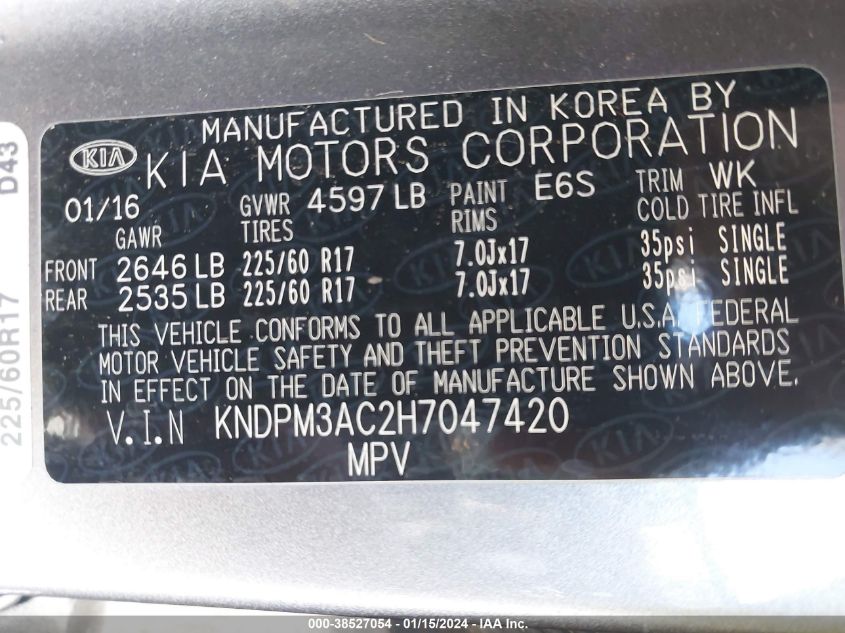 MANUFACTURED IN KOREA BY
KIA KIA MOTORS CORPORATION
01/16 GVWR 4597 LB PAINT E6S TRIM WK
GAWR TIRES RIMS COLD TIRE INFL
FRONT 2646 LB 225/60 R17 7.0Jx17 35psi SINGLE
REAR 2535 LB 225/60 R17 7.0Jx17 35psi SINGLE
THIS VEHICLE CONFORMS TO ALL APPLICABLE U.S.A. FEDERAL
MOTOR VEHICLE SAFETY AND THEFT PREVENTION STANDARDS
IN EFFECT ON THE DATE OF MANUFACTURE SHOWN ABOVE.
V.I.N KNDPM3AC2H7047420
MPV
225/60R17 D43
000-38527054 - 01/15/2024 - IAA Inc.